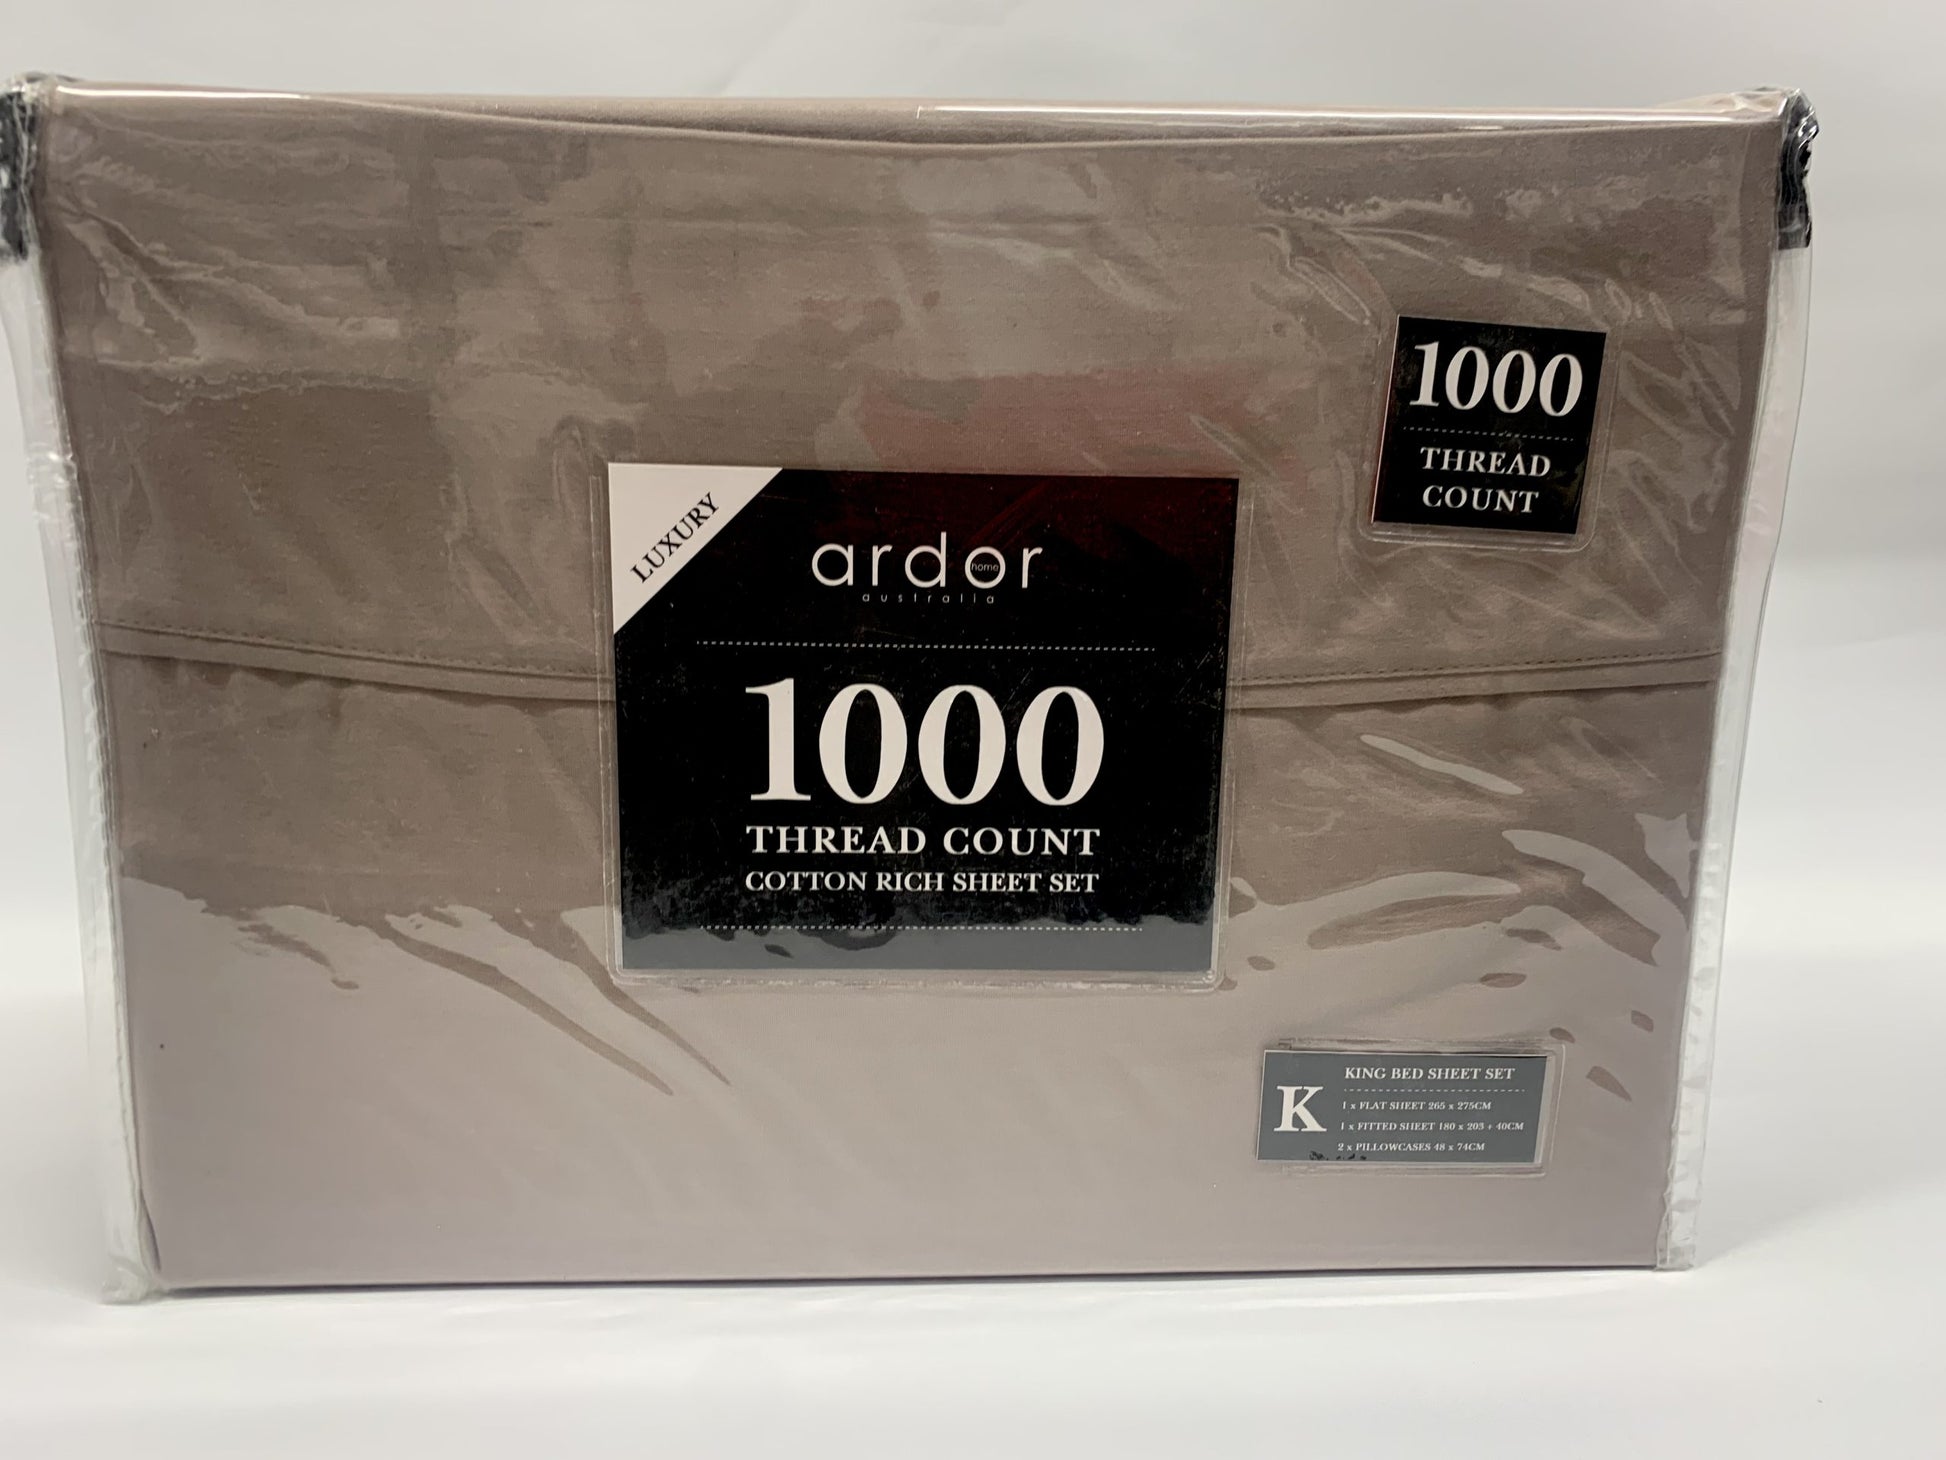 LUXURY
ardor
home
australia
1000
THREAD COUNT
COTTON RICH SHEET SET
1000
THREAD
COUNT
K
KING BED SHEET SET
1 x FLAT SHEET 265 x 275CM
1 x FITTED SHEET 180 x 203 + 40CM
2 x PILLOWCASES 48 x 74CM